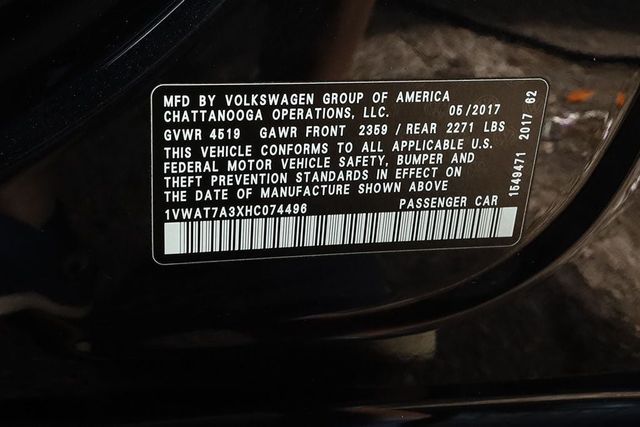 MFD BY VOLKSWAGEN GROUP OF AMERICA
CHATTANOOGA OPERATIONS, LLC. 05/2017
GVWR 4519 GAWR FRONT 2359 / REAR 2271 LBS
THIS VEHICLE CONFORMS TO ALL APPLICABLE U.S.
FEDERAL MOTOR VEHICLE SAFETY, BUMPER AND
THEFT PREVENTION STANDARDS IN EFFECT ON
THE DATE OF MANUFACTURE SHOWN ABOVE
1VWAT7A3XHC074496 PASSENGER CAR
1549471 2017 62